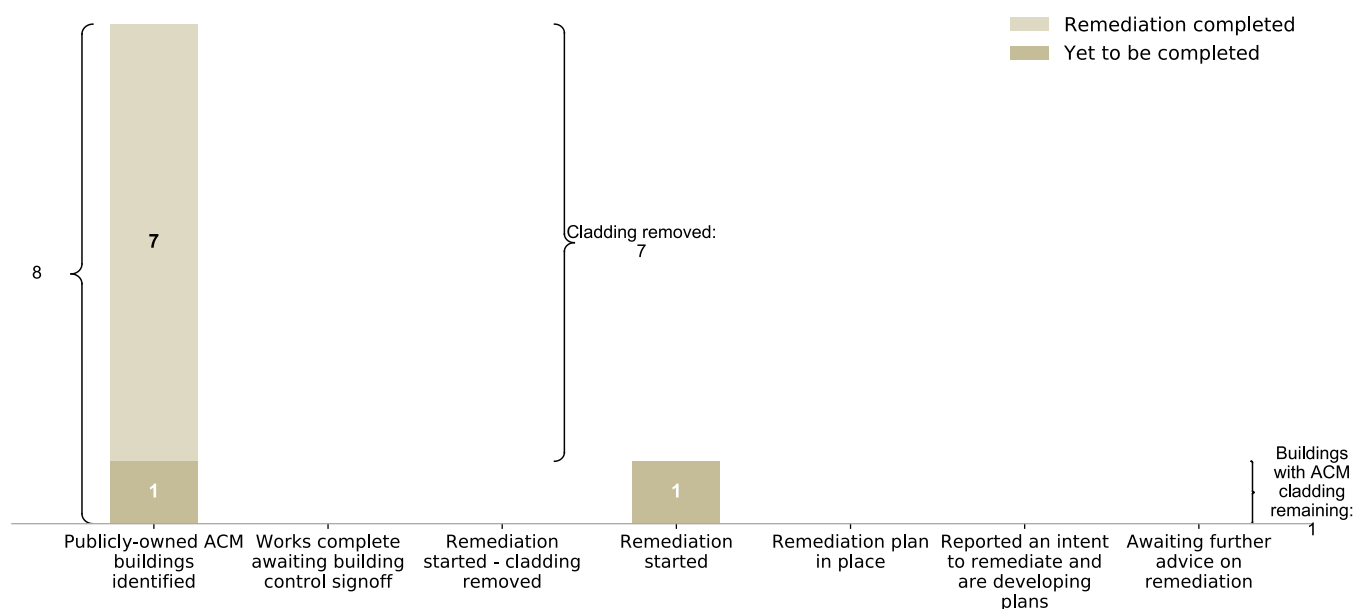 Remediation completed
Yet to be completed
7
Cladding removed:
7
8
1
1
Buildings
with ACM
cladding
remaining:
1
Publicly-owned ACM
buildings
identified
Works complete
awaiting building
control signoff
Remediation
started - cladding
removed
Remediation
started
Remediation plan
in place
Reported an intent
to remediate and
are developing
plans
Awaiting further
advice on
remediation